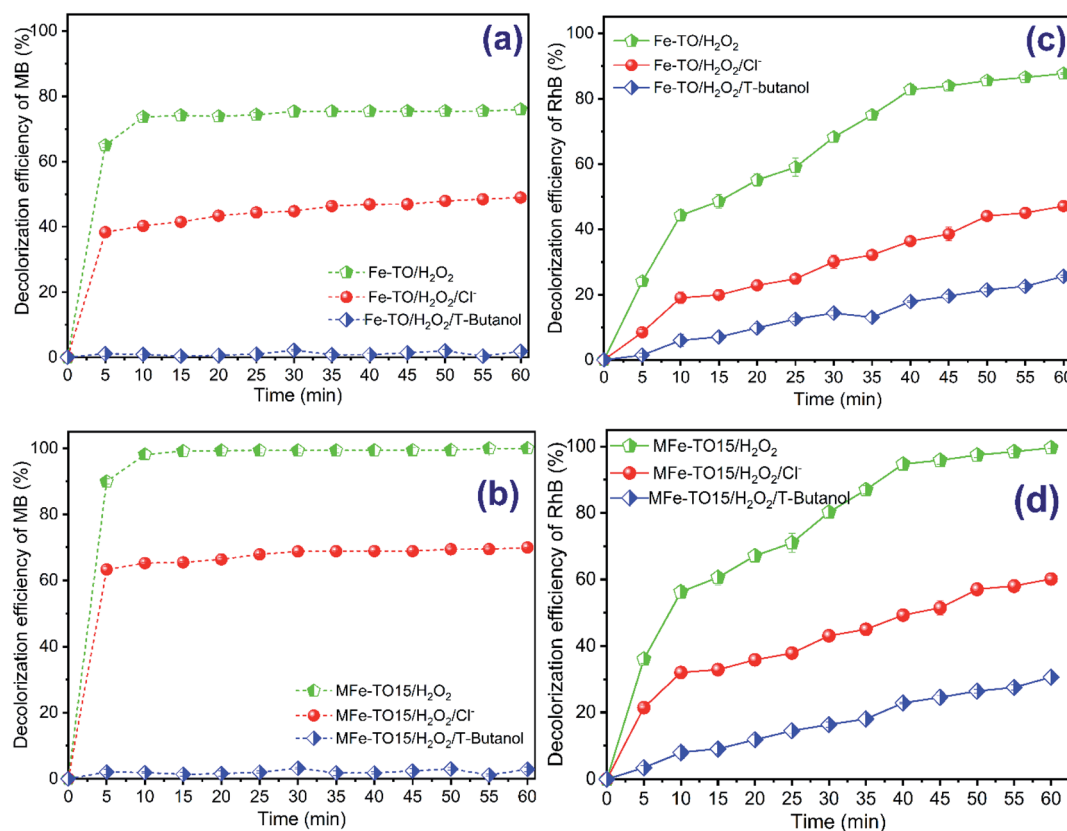 (a)
Decolorization efficiency of MB (%)
100
80
60
40
20
0
Fe-TO/H₂O₂
Fe-TO/H₂O₂/Cl⁻
Fe-TO/H₂O₂/T-Butanol
0 5 10 15 20 25 30 35 40 45 50 55 60
Time (min)
(c)
Decolorization efficiency of RhB (%)
100
80
60
40
20
0
Fe-TO/H₂O₂
Fe-TO/H₂O₂/Cl⁻
Fe-TO/H₂O₂/T-butanol
0 5 10 15 20 25 30 35 40 45 50 55 60
Time (min)
(b)
Decolorization efficiency of MB (%)
100
80
60
40
20
0
MFe-TO15/H₂O₂
MFe-TO15/H₂O₂/Cl⁻
MFe-TO15/H₂O₂/T-Butanol
0 5 10 15 20 25 30 35 40 45 50 55 60
Time (min)
(d)
Decolorization efficiency of RhB (%)
100
80
60
40
20
0
MFe-TO15/H₂O₂
MFe-TO15/H₂O₂/Cl⁻
MFe-TO15/H₂O₂/T-Butanol
0 5 10 15 20 25 30 35 40 45 50 55 60
Time (min)